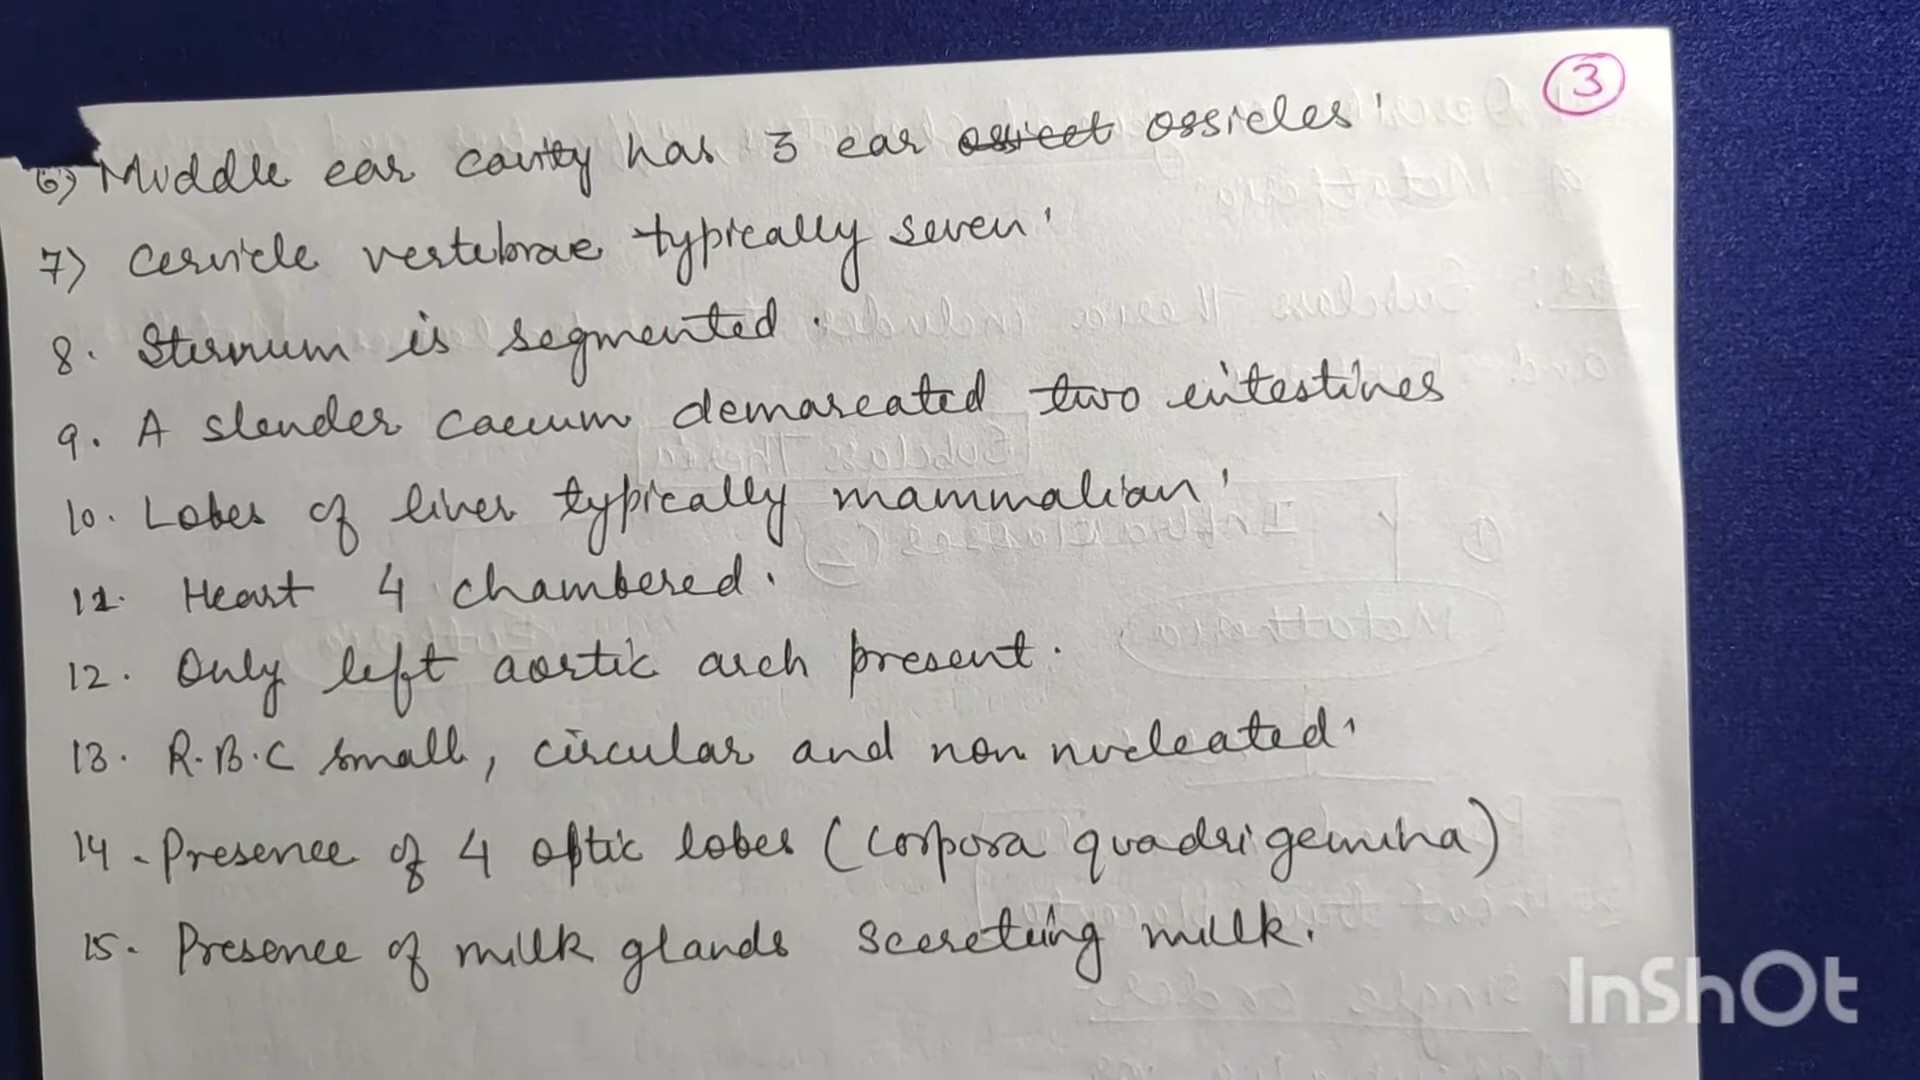 3
6) Middle ear cavity has 3 ear ossicles.
7) Cervicle vertebrae typically seven.
8. Sternum is segmented.
9. A slender caecum demarcated two intestines
10. Lobes of liver typically mammalian.
11. Heart 4 chambered.
12. Only left aortic arch present.
13. R.B.C small, circular and non nucleated.
14. Presence of 4 optic lobes (corpora quadrigemina)
15. Presence of milk glands secreting milk.
InShOt